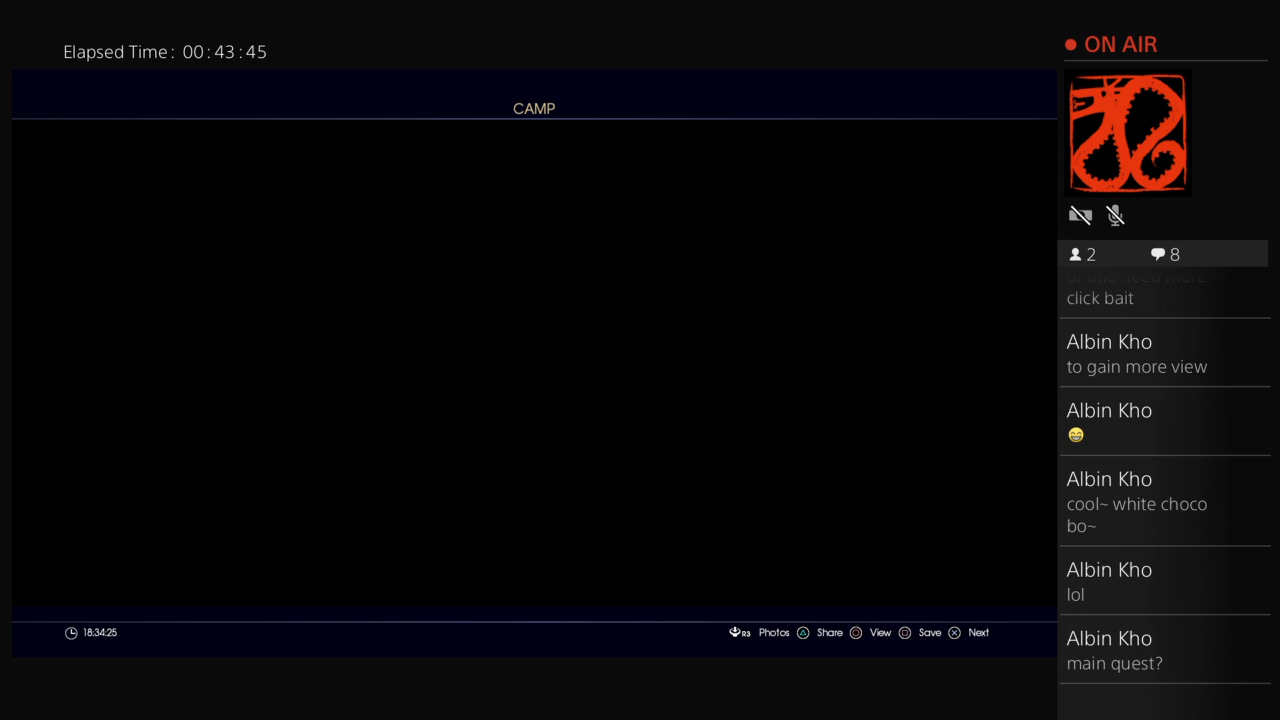 Elapsed Time: 00:43:45
ON AIR
CAMP
2 8
click bait
Albin Kho
to gain more view
Albin Kho
😁
Albin Kho
cool~ white choco
bo~
Albin Kho
lol
Albin Kho
main quest?
18:34:25
R3 Photos Share View Save Next